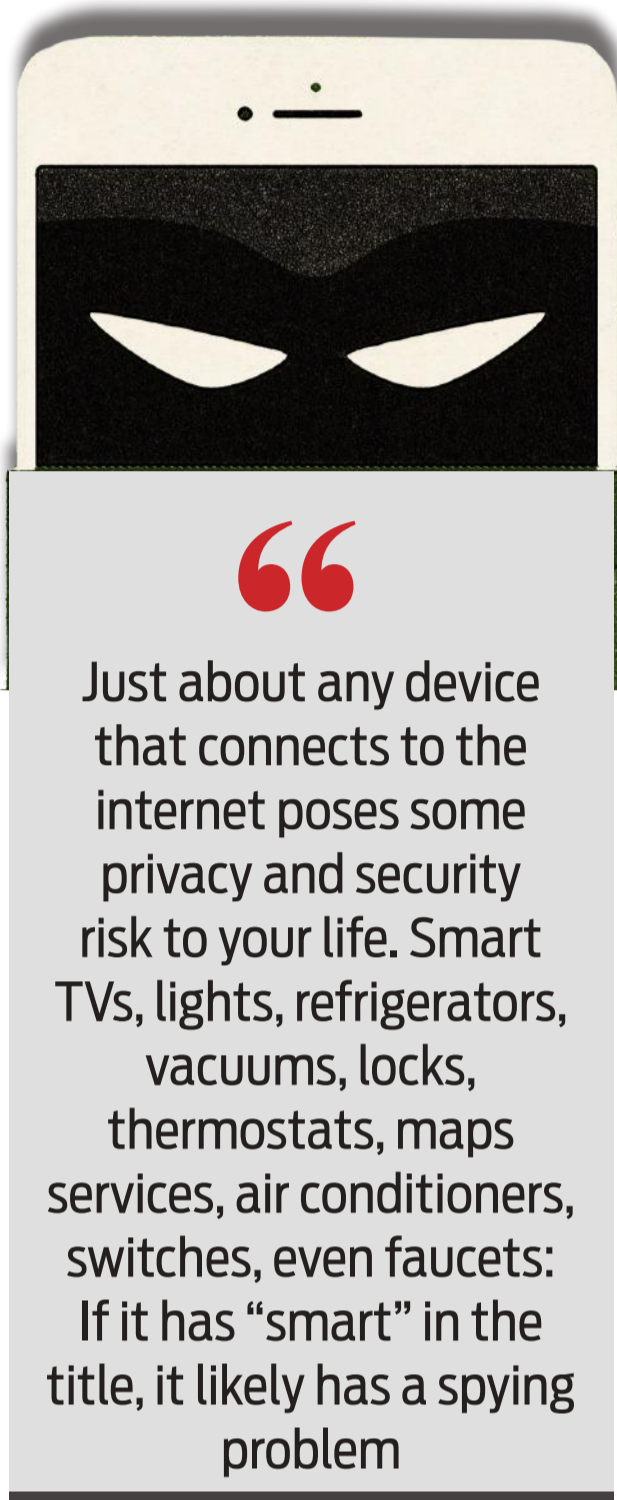 “
Just about any device
that connects to the
internet poses some
privacy and security
risk to your life. Smart
TVs, lights, refrigerators,
vacuums, locks,
thermostats, maps
services, air conditioners,
switches, even faucets:
If it has “smart” in the
title, it likely has a spying
problem